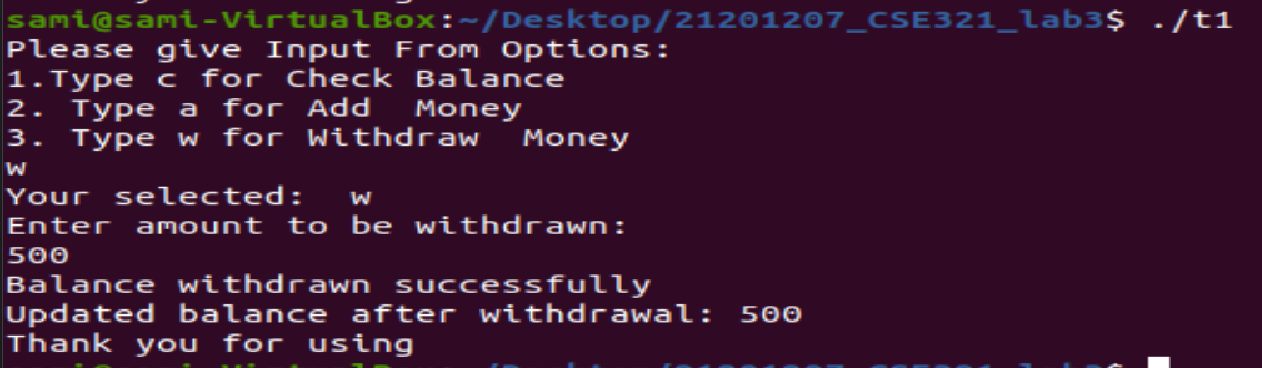 sami@sami-VirtualBox:~/Desktop/21201207_CSE321_lab3$ ./t1
Please give Input From Options:
1.Type c for Check Balance
2. Type a for Add  Money
3. Type w for Withdraw  Money
w
Your selected:  w
Enter amount to be withdrawn:
500
Balance withdrawn successfully
Updated balance after withdrawal: 500
Thank you for using